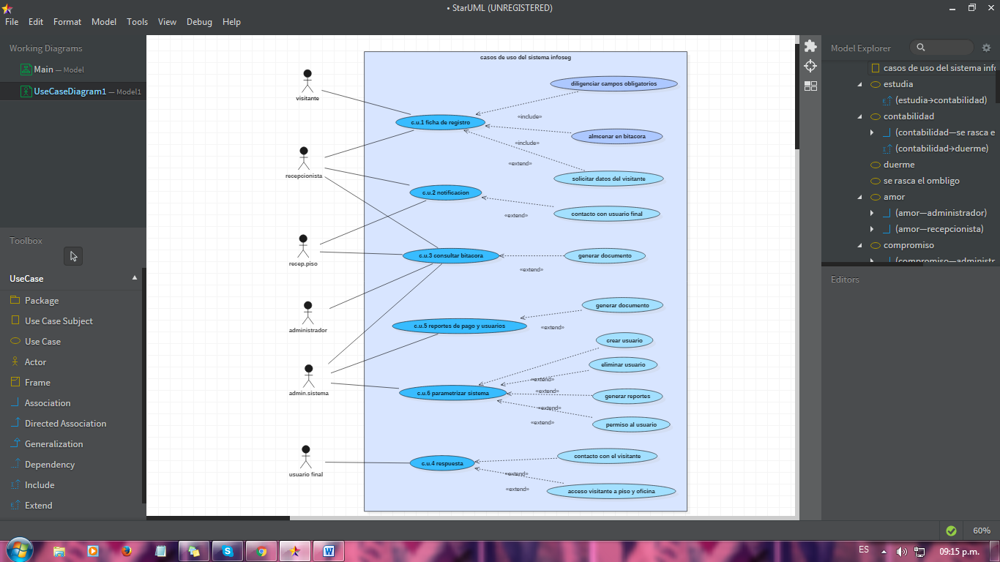 • StarUML (UNREGISTERED)
File Edit Format Model Tools View Debug Help
Working Diagrams
Main — Model
UseCaseDiagram1 — Model1
Toolbox
UseCase
Package
Use Case Subject
Use Case
Actor
Frame
Association
Directed Association
Generalization
Dependency
Include
Extend
casos de uso del sistema infoseg
visitante
recepcionista
recep.piso
administrador
admin.sistema
usuario final
c.u.1 ficha de registro
c.u.2 notificacion
c.u.3 consultar bitacora
c.u.5 reportes de pago y usuarios
c.u.6 parametrizar sistema
c.u.4 respuesta
diligenciar campos obligatorios
«include»
almcenar en bitacora
«include»
«extend»
solicitar datos del visitante
contacto con usuario final
«extend»
generar documento
«extend»
generar documento
«extend»
crear usuario
eliminar usuario
«extend»
«extend»
generar reportes
«extend»
«extend»
permiso al usuario
contacto con el visitante
«extend»
«extend»
acceso visitante a piso y oficina
Model Explorer
casos de uso del sistema info
estudia
(estudia→contabilidad)
contabilidad
(contabilidad—se rasca e
(contabilidad→duerme)
duerme
se rasca el ombligo
amor
(amor—administrador)
(amor—recepcionista)
compromiso
(compromiso—administr
Editors
60%
ES
09:15 p.m.